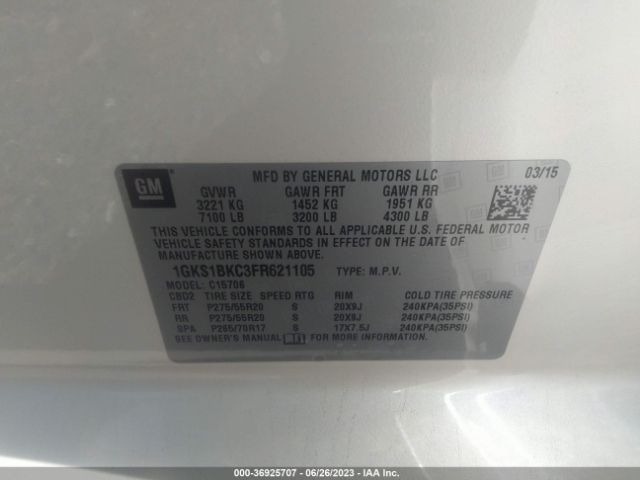 GM
MFD BY GENERAL MOTORS LLC 03/15
GVWR GAWR FRT GAWR RR
3221 KG 1452 KG 1951 KG
7100 LB 3200 LB 4300 LB
THIS VEHICLE CONFORMS TO ALL APPLICABLE U.S. FEDERAL MOTOR
VEHICLE SAFETY STANDARDS IN EFFECT ON THE DATE OF
MANUFACTURE SHOWN ABOVE.
1GKS1BKC3FR621105 TYPE: M.P.V.
MODEL: C15706
CBD2 TIRE SIZE SPEED RTG RIM COLD TIRE PRESSURE
FRT P275/55R20 S 20X9J 240KPA(35PSI)
RR P275/55R20 S 20X9J 240KPA(35PSI)
SPA P265/70R17 S 17X7.5J 240KPA(35PSI)
SEE OWNER'S MANUAL FOR MORE INFORMATION.
000-36925707 - 06/26/2023 - IAA Inc.